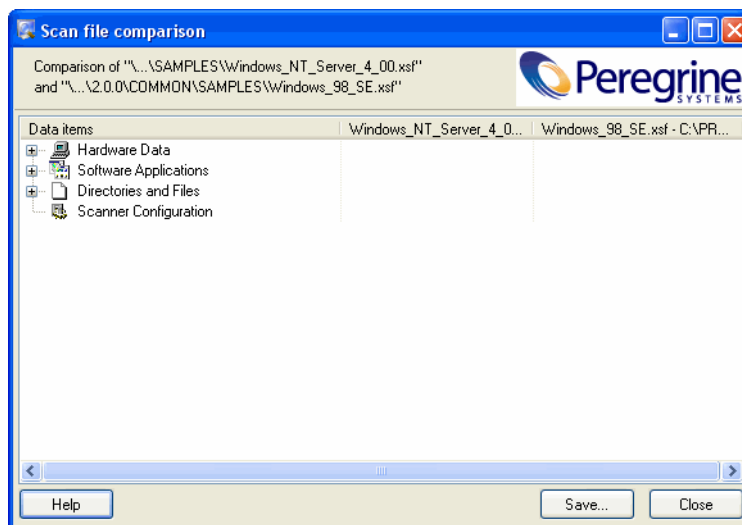 Scan file comparison
Comparison of "\...\SAMPLES\Windows_NT_Server_4_00.xsf"
and "\...\2.0.0\COMMON\SAMPLES\Windows_98_SE.xsf"
Peregrine
SYSTEMS
Data items Windows_NT_Server_4_0... Windows_98_SE.xsf - C:\PR...
Hardware Data
Software Applications
Directories and Files
Scanner Configuration
Help Save... Close